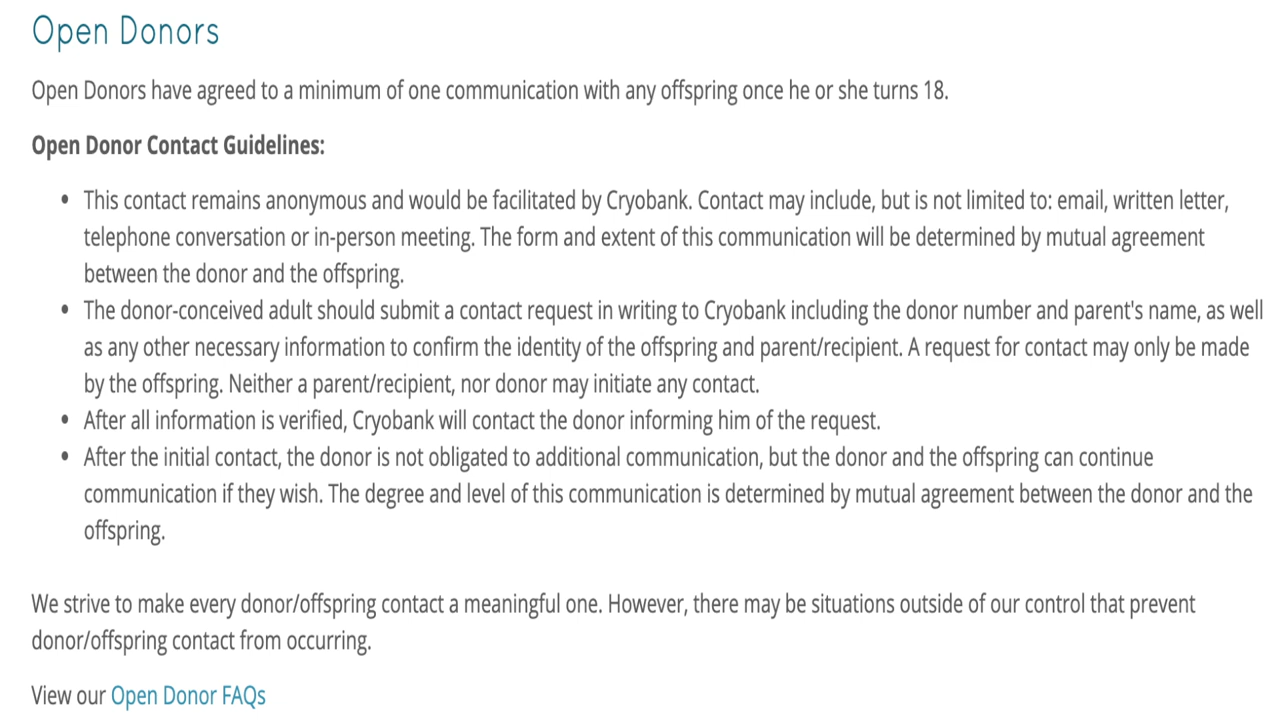 Open Donors
Open Donors have agreed to a minimum of one communication with any offspring once he or she turns 18.
Open Donor Contact Guidelines:
• This contact remains anonymous and would be facilitated by Cryobank. Contact may include, but is not limited to: email, written letter,
telephone conversation or in-person meeting. The form and extent of this communication will be determined by mutual agreement
between the donor and the offspring.
• The donor-conceived adult should submit a contact request in writing to Cryobank including the donor number and parent's name, as well
as any other necessary information to confirm the identity of the offspring and parent/recipient. A request for contact may only be made
by the offspring. Neither a parent/recipient, nor donor may initiate any contact.
• After all information is verified, Cryobank will contact the donor informing him of the request.
• After the initial contact, the donor is not obligated to additional communication, but the donor and the offspring can continue
communication if they wish. The degree and level of this communication is determined by mutual agreement between the donor and the
offspring.
We strive to make every donor/offspring contact a meaningful one. However, there may be situations outside of our control that prevent
donor/offspring contact from occurring.
View our Open Donor FAQs